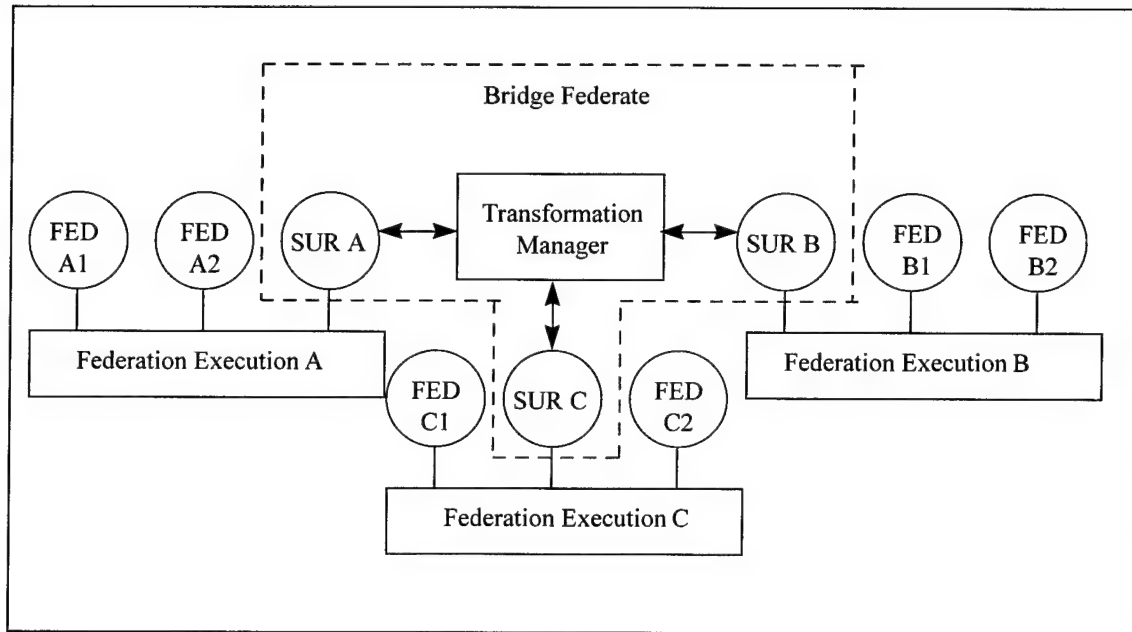 Bridge Federate
FED
A1
FED
A2
SUR A
Transformation
Manager
SUR B
FED
B1
FED
B2
Federation Execution A
Federation Execution B
FED
C1
SUR C
FED
C2
Federation Execution C